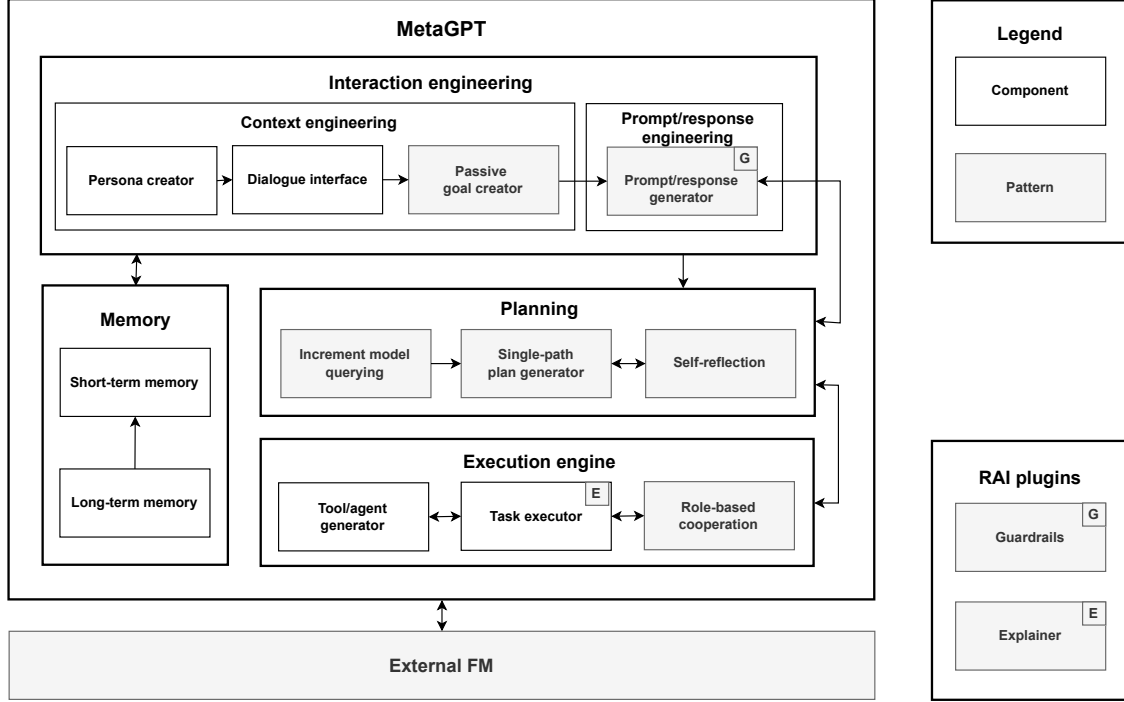 MetaGPT
Interaction engineering
Context engineering
Persona creator
Dialogue interface
Passive
goal creator
Prompt/response
engineering
G
Prompt/response
generator
Memory
Short-term memory
Long-term memory
Planning
Increment model
querying
Single-path
plan generator
Self-reflection
Execution engine
Tool/agent
generator
E
Task executor
Role-based
cooperation
External FM
Legend
Component
Pattern
RAI plugins
G
Guardrails
E
Explainer